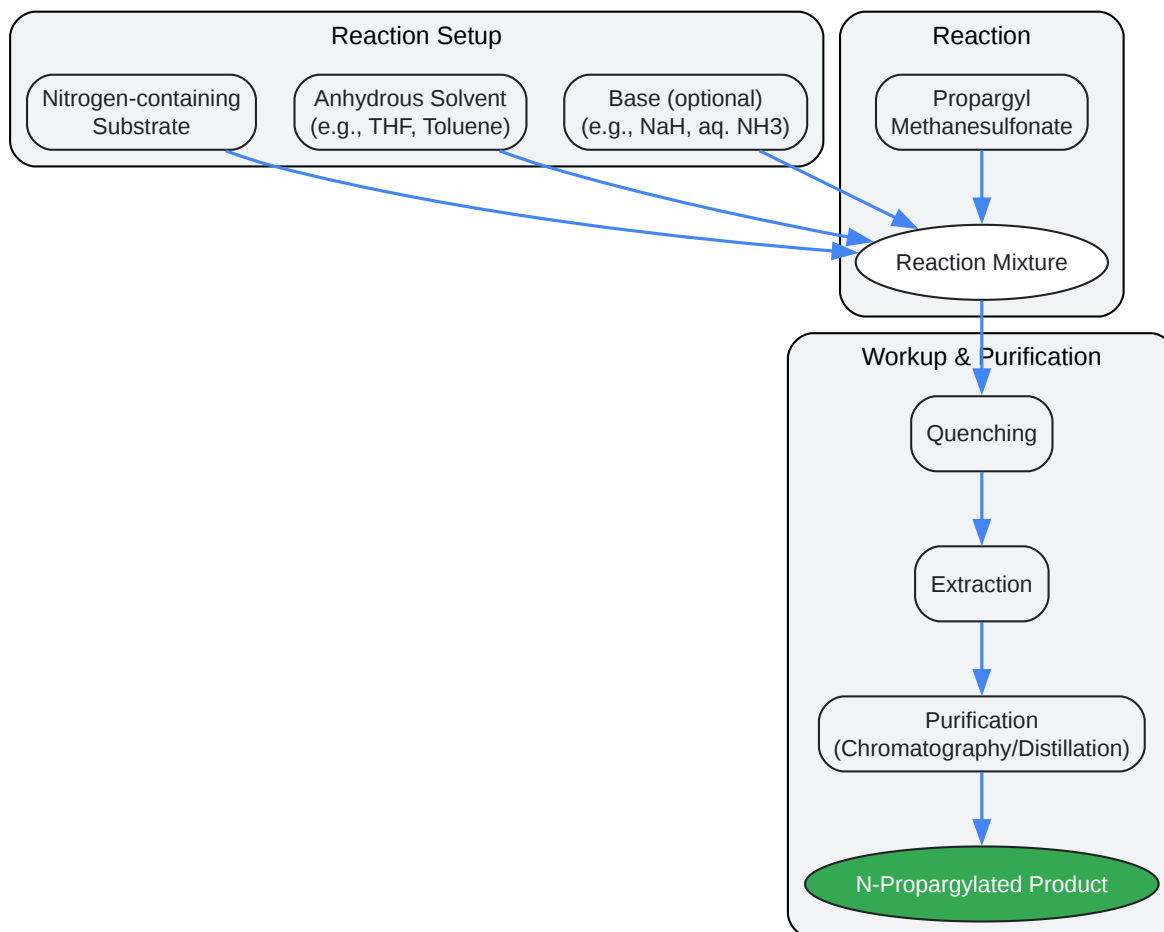 Reaction Setup
Nitrogen-containing
Substrate
Anhydrous Solvent
(e.g., THF, Toluene)
Base (optional)
(e.g., NaH, aq. NH3)
Reaction
Propargyl
Methanesulfonate
Reaction Mixture
Workup & Purification
Quenching
Extraction
Purification
(Chromatography/Distillation)
N-Propargylated Product